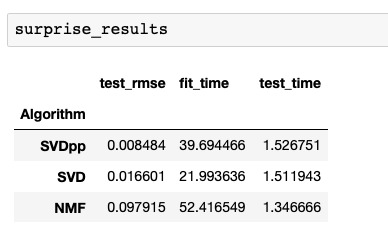 surprise_results
test_rmse fit_time test_time
Algorithm
SVDpp 0.008484 39.694466 1.526751
SVD 0.016601 21.993636 1.511943
NMF 0.097915 52.416549 1.346666